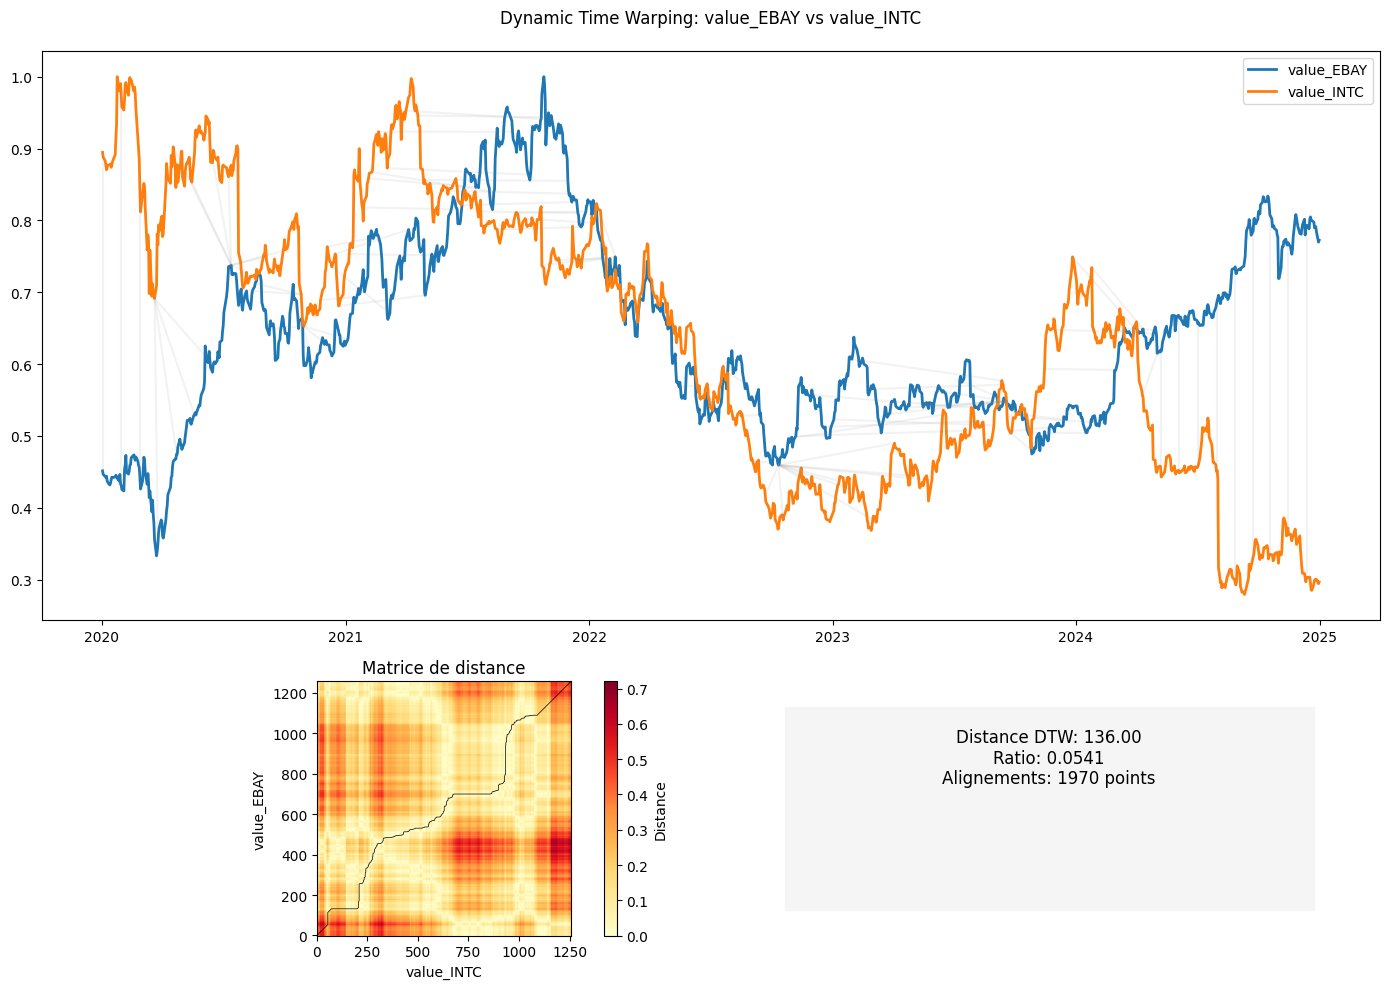 Dynamic Time Warping: value_EBAY vs value_INTC
value_EBAY
value_INTC
1.0
0.9
0.8
0.7
0.6
0.5
0.4
0.3
2020 2021 2022 2023 2024 2025
Matrice de distance
value_EBAY
1200
1000
800
600
400
200
0
0 250 500 750 1000 1250
value_INTC
0.7
0.6
0.5
0.4
0.3
0.2
0.1
0.0
Distance
Distance DTW: 136.00
Ratio: 0.0541
Alignements: 1970 points